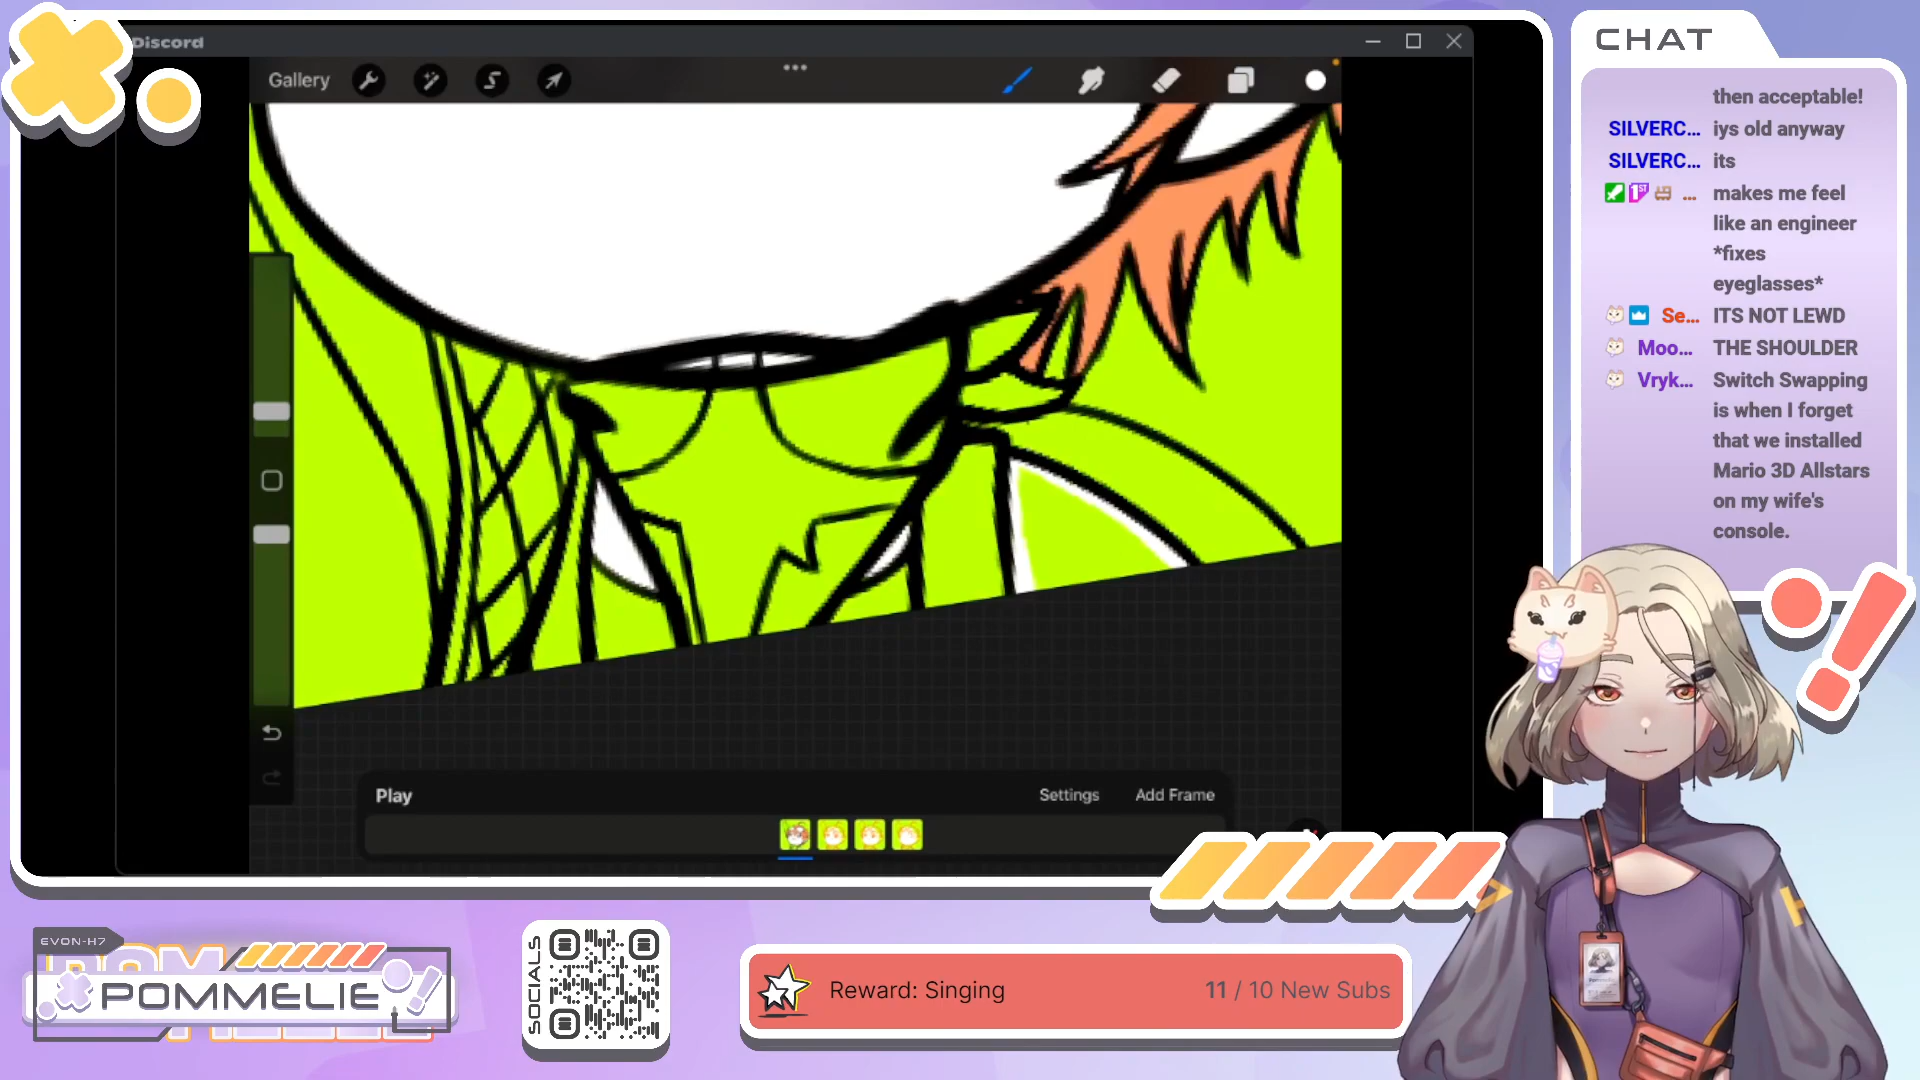 Discord
Gallery
CHAT
then acceptable!
SILVERC... iys old anyway
SILVERC... its
... makes me feel
like an engineer
*fixes
eyeglasses*
Se... ITS NOT LEWD
Moo... THE SHOULDER
Vryk... Switch Swapping
is when I forget
that we installed
Mario 3D Allstars
on my wife's
console.
Play
Settings
Add Frame
EVON-H7
POMMELIE
SOCIALS
Reward: Singing
11 / 10 New Subs